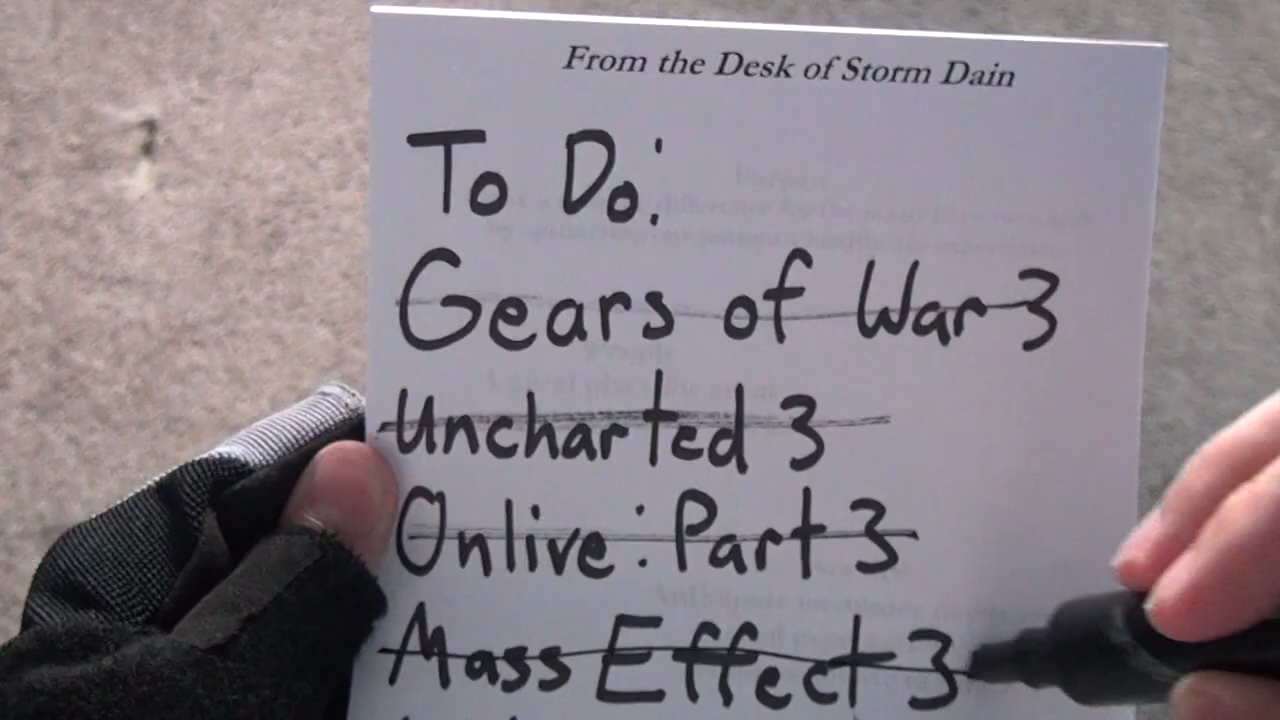 From the Desk of Storm Dain
To Do:
Gears of War 3
Uncharted 3
Onlive: Part 3
Mass Effect 3